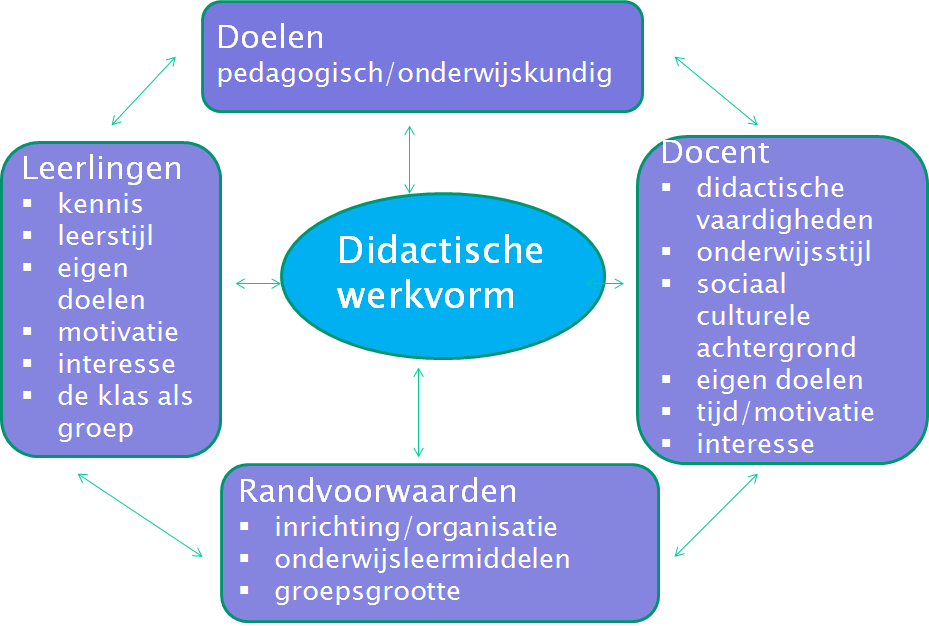 Doelen
pedagogisch/onderwijskundig
Leerlingen
▪ kennis
▪ leerstijl
▪ eigen
doelen
▪ motivatie
▪ interesse
▪ de klas als
groep
Didactische
werkvorm
Docent
▪ didactische
vaardigheden
▪ onderwijsstijl
▪ sociaal
culturele
achtergrond
▪ eigen doelen
▪ tijd/motivatie
▪ interesse
Randvoorwaarden
▪ inrichting/organisatie
▪ onderwijsleermiddelen
▪ groepsgrootte